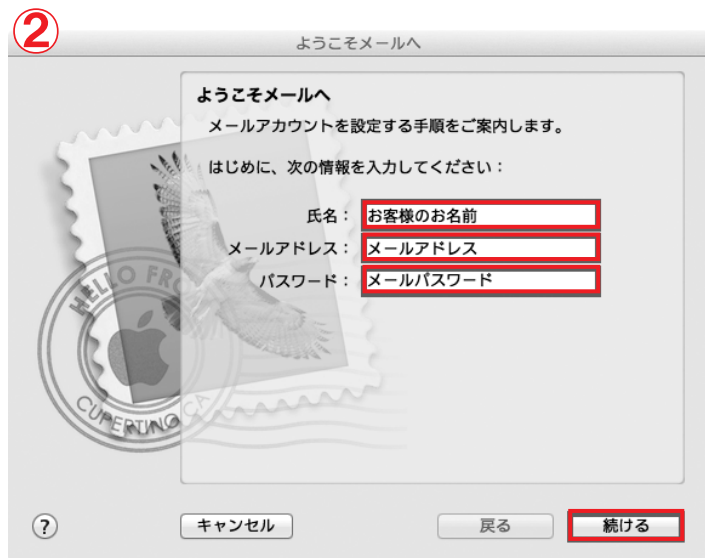 ②
ようこそメールへ
ようこそメールへ
メールアカウントを設定する手順をご案内します。
はじめに、次の情報を入力してください：
氏名： お客様のお名前
メールアドレス： メールアドレス
パスワード： メールパスワード
HELLO FRO
CUPERTINO CA
? キャンセル 戻る 続ける